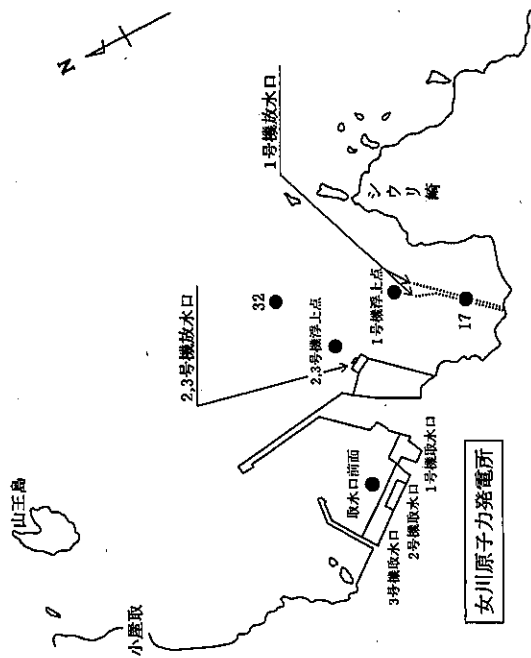 N
1号機放水口
シウリ崎
2,3号機放水口
32
2,3号機浮上点
1号機浮上点
17
山王島
小屋取
取水口前面
1号機取水口
2号機取水口
3号機取水口
女川原子力発電所